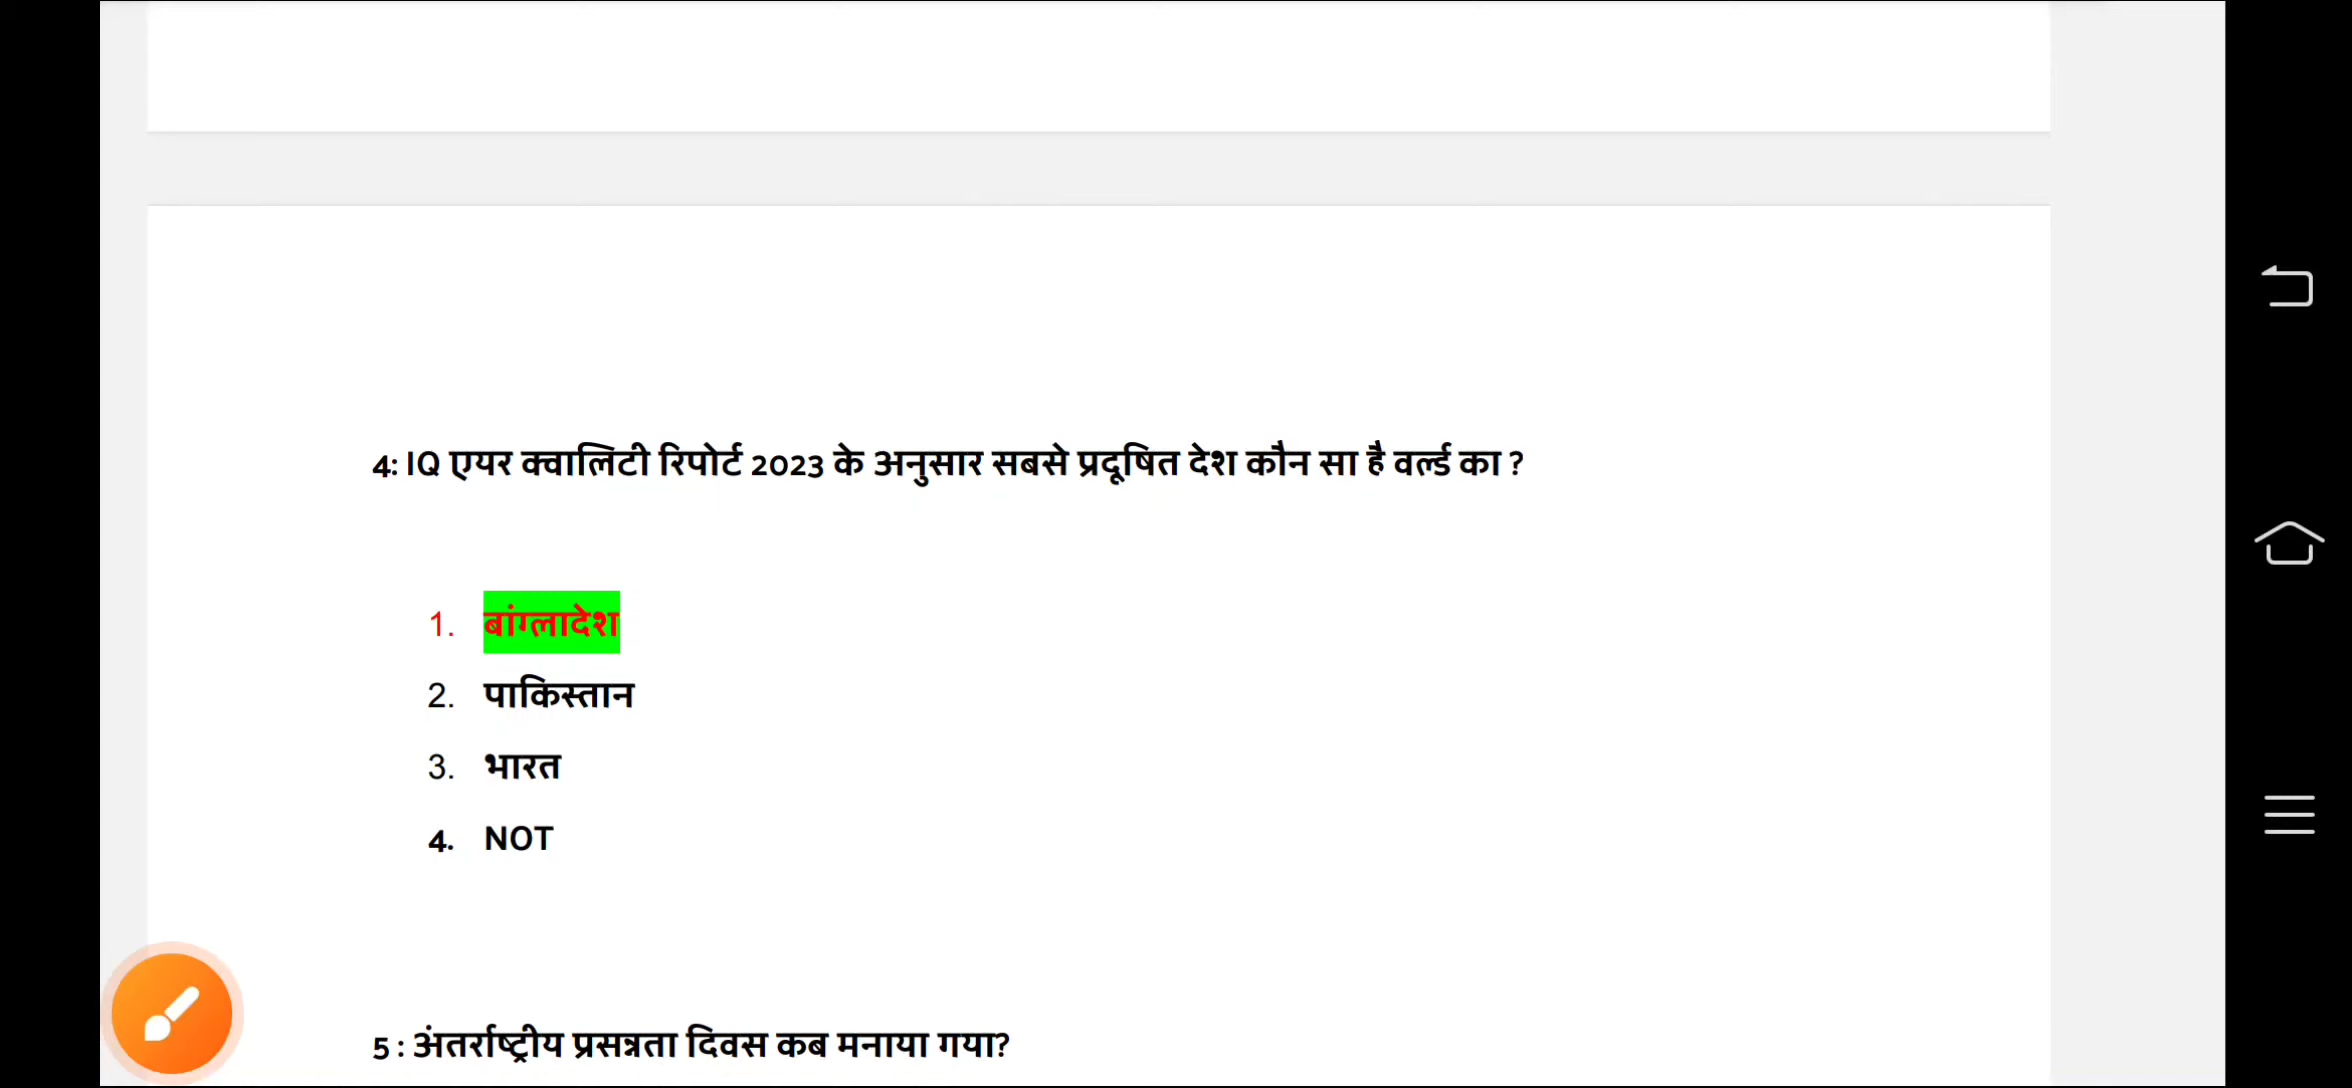 4: IQ एयर क्वालिटी रिपोर्ट 2023 के अनुसार सबसे प्रदूषित देश कौन सा है वर्ल्ड का ?
1. बांग्लादेश
2. पाकिस्तान
3. भारत
4. NOT
5 : अंतर्राष्ट्रीय प्रसन्नता दिवस कब मनाया गया?